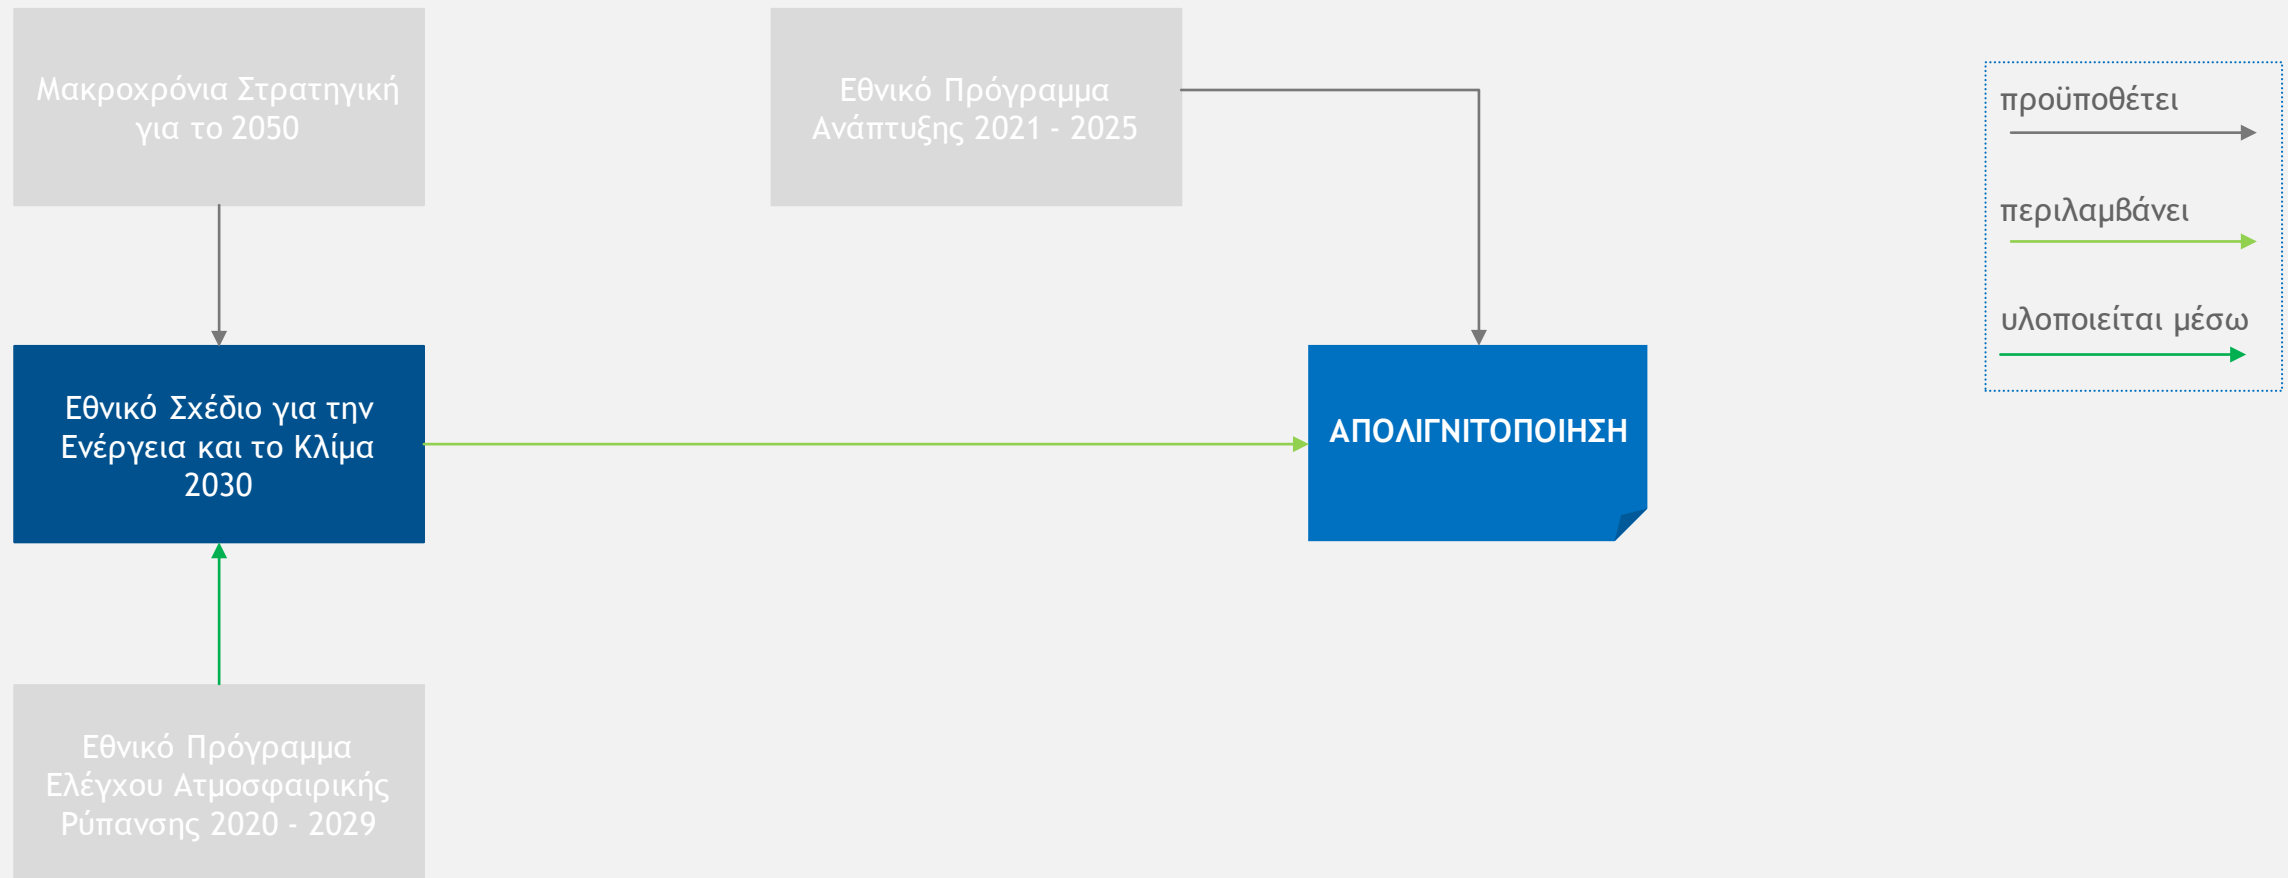 Μακροχρόνια Στρατηγική
για το 2050
Εθνικό Πρόγραμμα
Ανάπτυξης 2021 - 2025
προϋποθέτει
περιλαμβάνει
υλοποιείται μέσω
Εθνικό Σχέδιο για την
Ενέργεια και το Κλίμα
2030
ΑΠΟΛΙΓΝΙΤΟΠΟΙΗΣΗ
Εθνικό Πρόγραμμα
Ελέγχου Ατμοσφαιρικής
Ρύπανσης 2020 - 2029